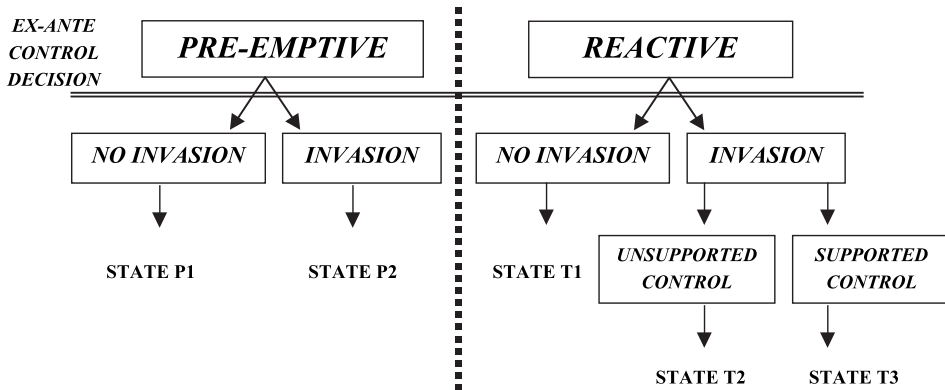 EX-ANTE
CONTROL
DECISION
PRE-EMPTIVE
REACTIVE
NO INVASION
INVASION
NO INVASION
INVASION
STATE P1
STATE P2
STATE T1
UNSUPPORTED
CONTROL
SUPPORTED
CONTROL
STATE T2
STATE T3